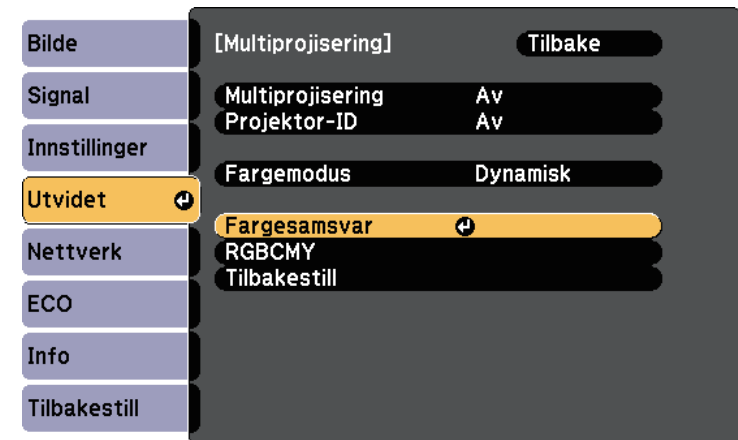 Bilde
Signal
Innstillinger
Utvidet
Nettverk
ECO
Info
Tilbakestill
[Multiprojisering] Tilbake
Multiprojisering Av
Projektor-ID Av
Fargemodus Dynamisk
Fargesamsvar
RGBCMY
Tilbakestill